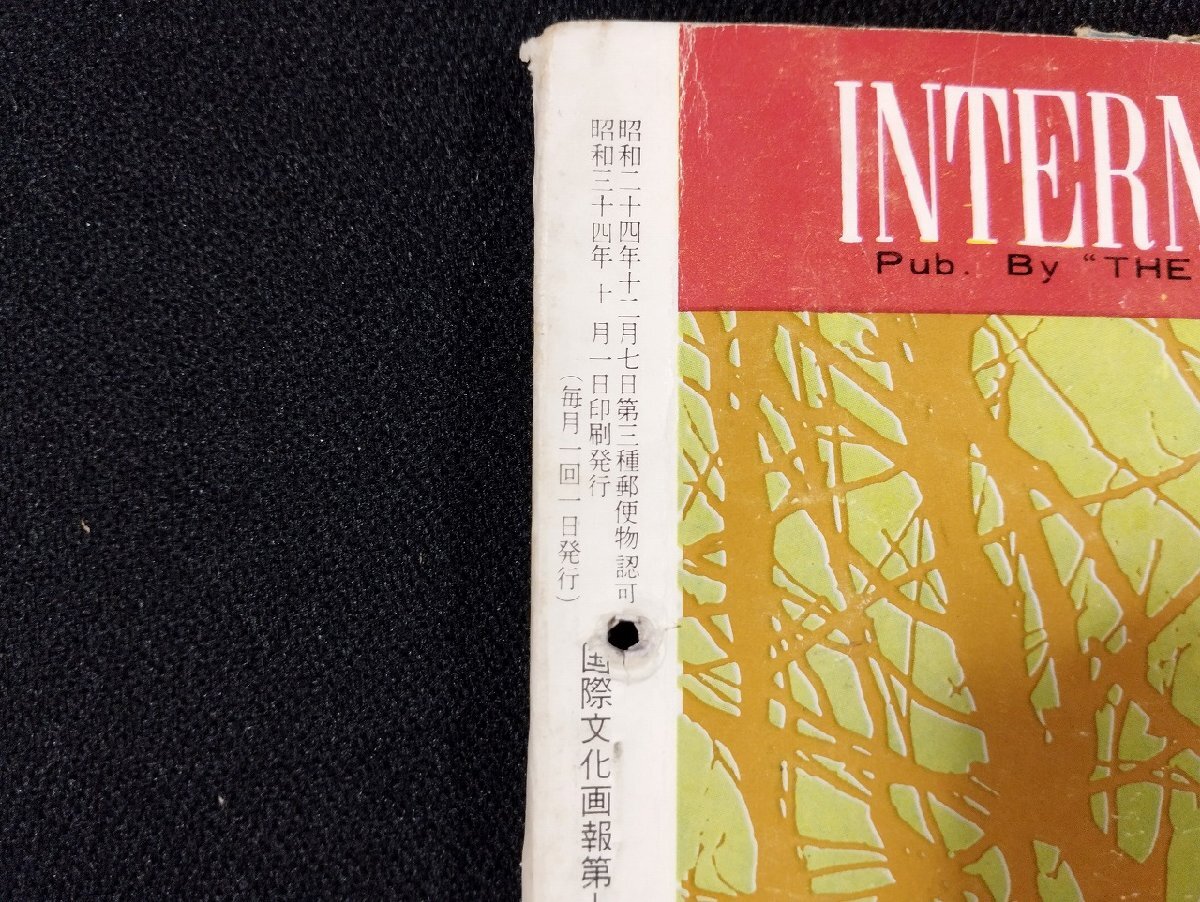 昭和二十四年十二月七日第三種郵便物認可
昭和三十四年 十 月一日印刷発行
（毎月一回一日発行）
国際文化画報第
INTERN
Pub. By "THE